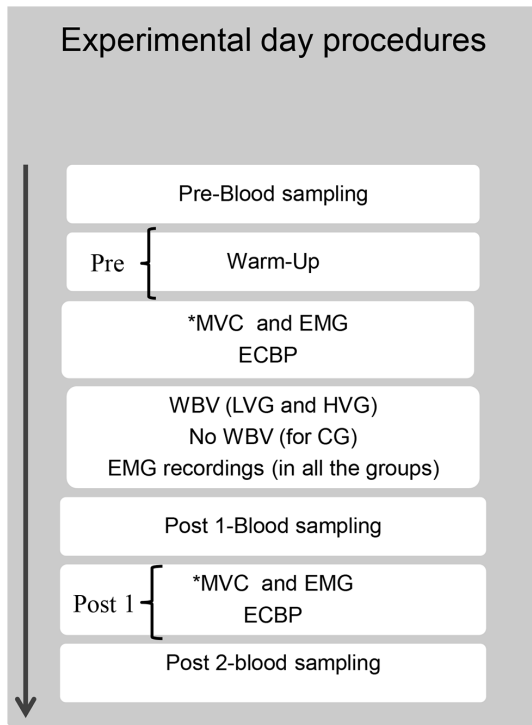 Experimental day procedures
Pre-Blood sampling
Pre
Warm-Up
*MVC and EMG
ECBP
WBV (LVG and HVG)
No WBV (for CG)
EMG recordings (in all the groups)
Post 1-Blood sampling
Post 1
*MVC and EMG
ECBP
Post 2-blood sampling